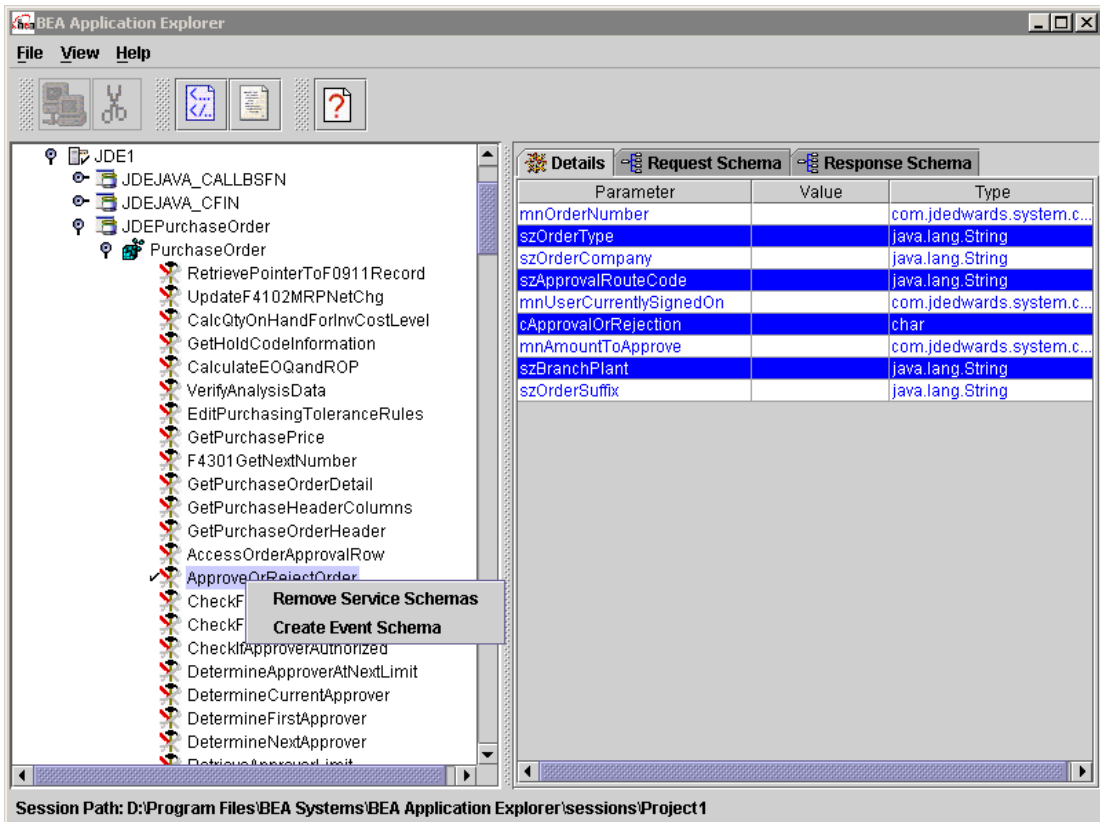 BEA Application Explorer
File View Help
JDE1
JDEJAVA_CALLBSFN
JDEJAVA_CFIN
JDEPurchaseOrder
PurchaseOrder
RetrievePointerToF0911Record
UpdateF4102MRPNetChg
CalcQtyOnHandForInvCostLevel
GetHoldCodeInformation
CalculateEOQandROP
VerifyAnalysisData
EditPurchasingToleranceRules
GetPurchasePrice
F4301GetNextNumber
GetPurchaseOrderDetail
GetPurchaseHeaderColumns
GetPurchaseOrderHeader
AccessOrderApprovalRow
ApproveOrRejectOrder
CheckF
CheckF
CheckIfApproverAuthorized
DetermineApproverAtNextLimit
DetermineCurrentApprover
DetermineFirstApprover
DetermineNextApprover
RetrieveApproverLimit
Remove Service Schemas
Create Event Schema
Details Request Schema Response Schema
Parameter Value Type
mnOrderNumber com.jdedwards.system.c...
szOrderType java.lang.String
szOrderCompany java.lang.String
szApprovalRouteCode java.lang.String
mnUserCurrentlySignedOn com.jdedwards.system.c...
cApprovalOrRejection char
mnAmountToApprove com.jdedwards.system.c...
szBranchPlant java.lang.String
szOrderSuffix java.lang.String
Session Path: D:\Program Files\BEA Systems\BEA Application Explorer\sessions\Project1